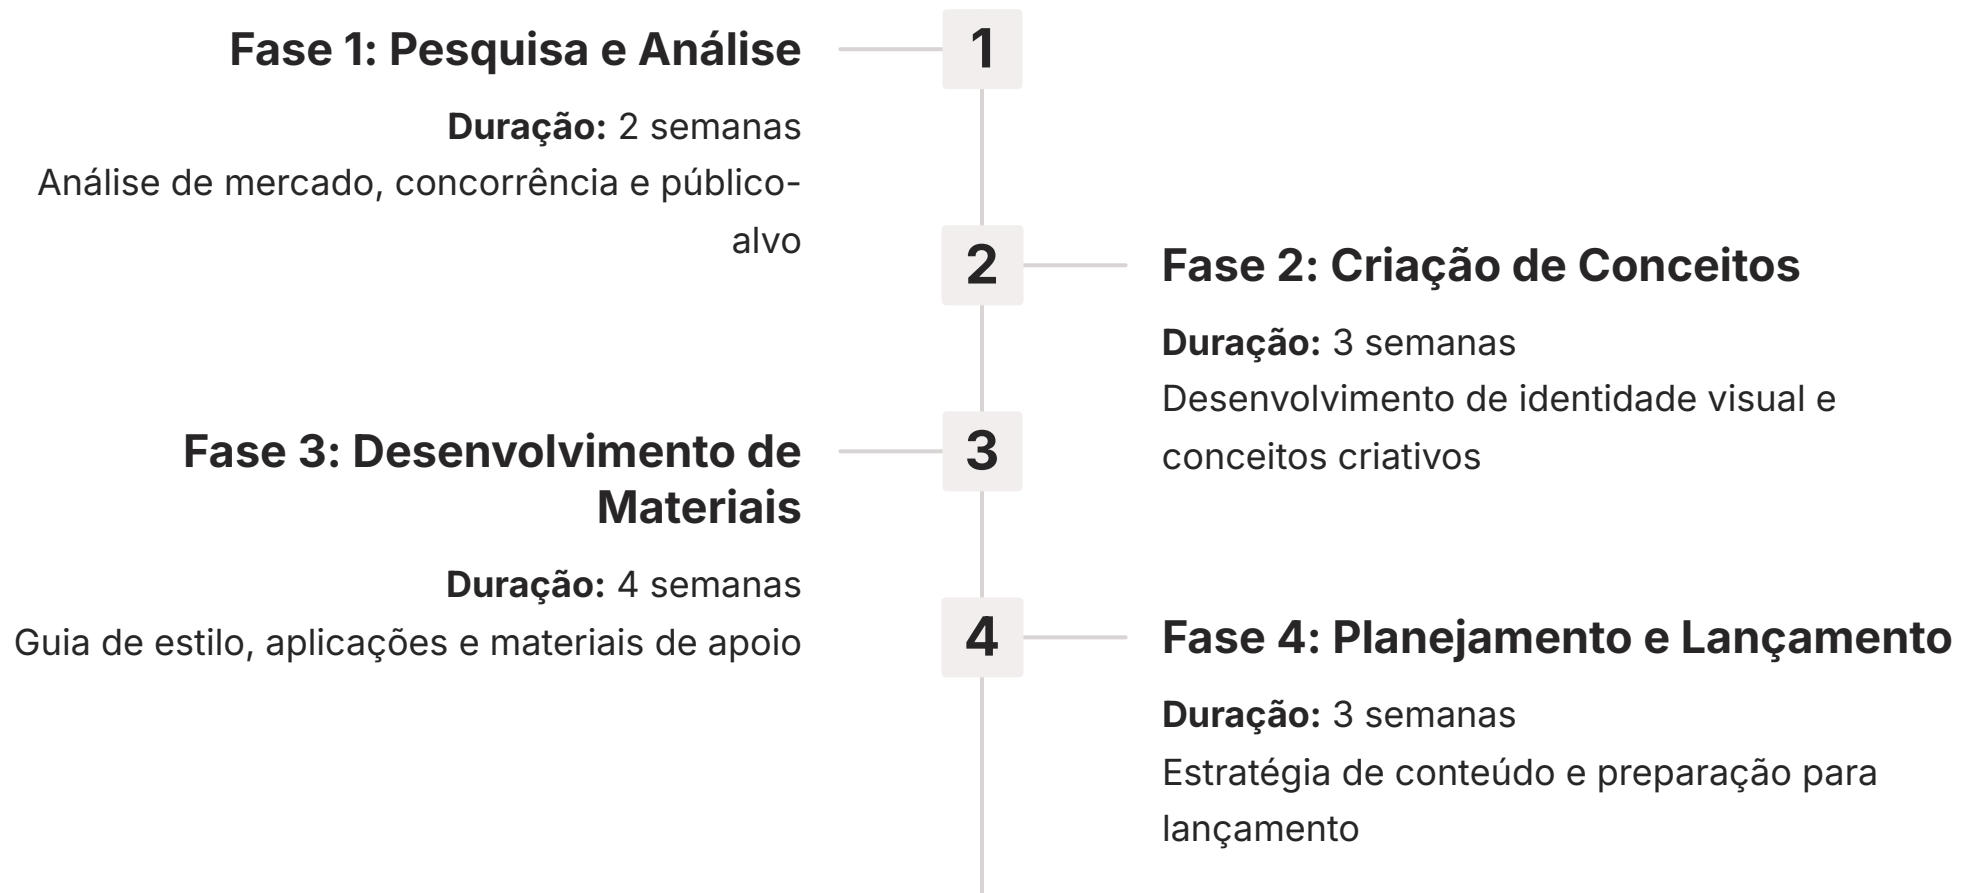 Fase 1: Pesquisa e Análise
1
Duração: 2 semanas
Análise de mercado, concorrência e público-
alvo
2
Fase 2: Criação de Conceitos
Duração: 3 semanas
Desenvolvimento de identidade visual e
conceitos criativos
Fase 3: Desenvolvimento de
Materiais
3
Duração: 4 semanas
Guia de estilo, aplicações e materiais de apoio
4
Fase 4: Planejamento e Lançamento
Duração: 3 semanas
Estratégia de conteúdo e preparação para
lançamento